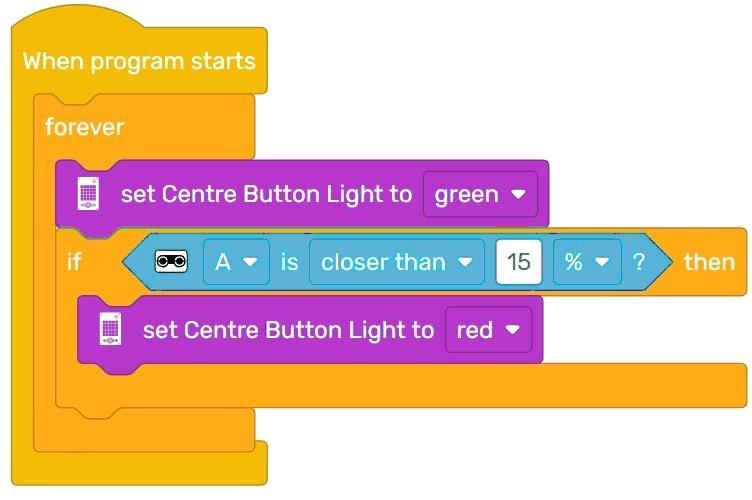 When program starts
forever
set Centre Button Light to green
if A is closer than 15 % ? then
set Centre Button Light to red